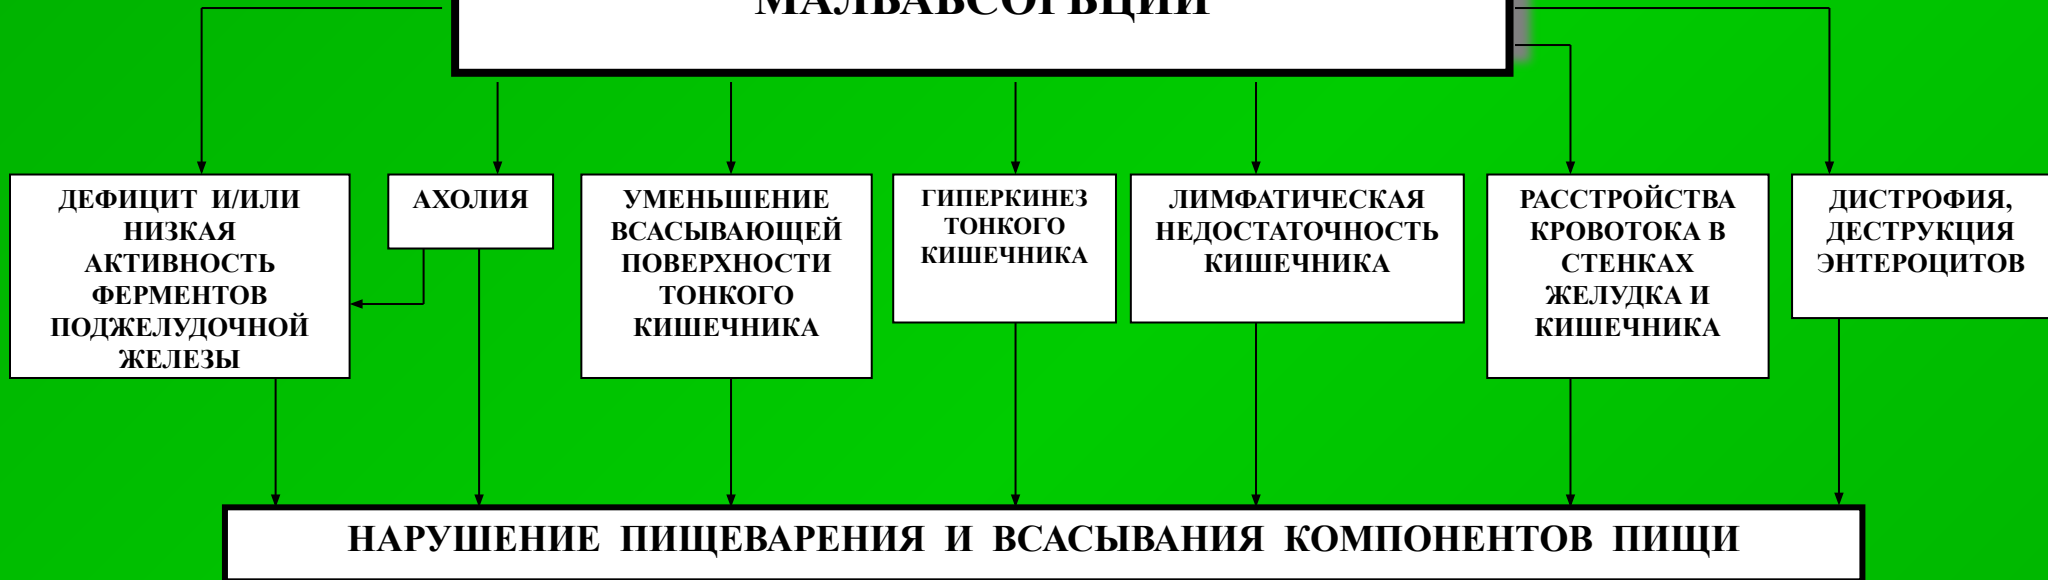 МАЛЬАБСОРБЦИИ
ДЕФИЦИТ И/ИЛИ
НИЗКАЯ
АКТИВНОСТЬ
ФЕРМЕНТОВ
ПОДЖЕЛУДОЧНОЙ
ЖЕЛЕЗЫ
АХОЛИЯ
УМЕНЬШЕНИЕ
ВСАСЫВАЮЩЕЙ
ПОВЕРХНОСТИ
ТОНКОГО
КИШЕЧНИКА
ГИПЕРКИНЕЗ
ТОНКОГО
КИШЕЧНИКА
ЛИМФАТИЧЕСКАЯ
НЕДОСТАТОЧНОСТЬ
КИШЕЧНИКА
РАССТРОЙСТВА
КРОВОТОКА В
СТЕНКАХ
ЖЕЛУДКА И
КИШЕЧНИКА
ДИСТРОФИЯ,
ДЕСТРУКЦИЯ
ЭНТЕРОЦИТОВ
НАРУШЕНИЕ ПИЩЕВАРЕНИЯ И ВСАСЫВАНИЯ КОМПОНЕНТОВ ПИЩИ